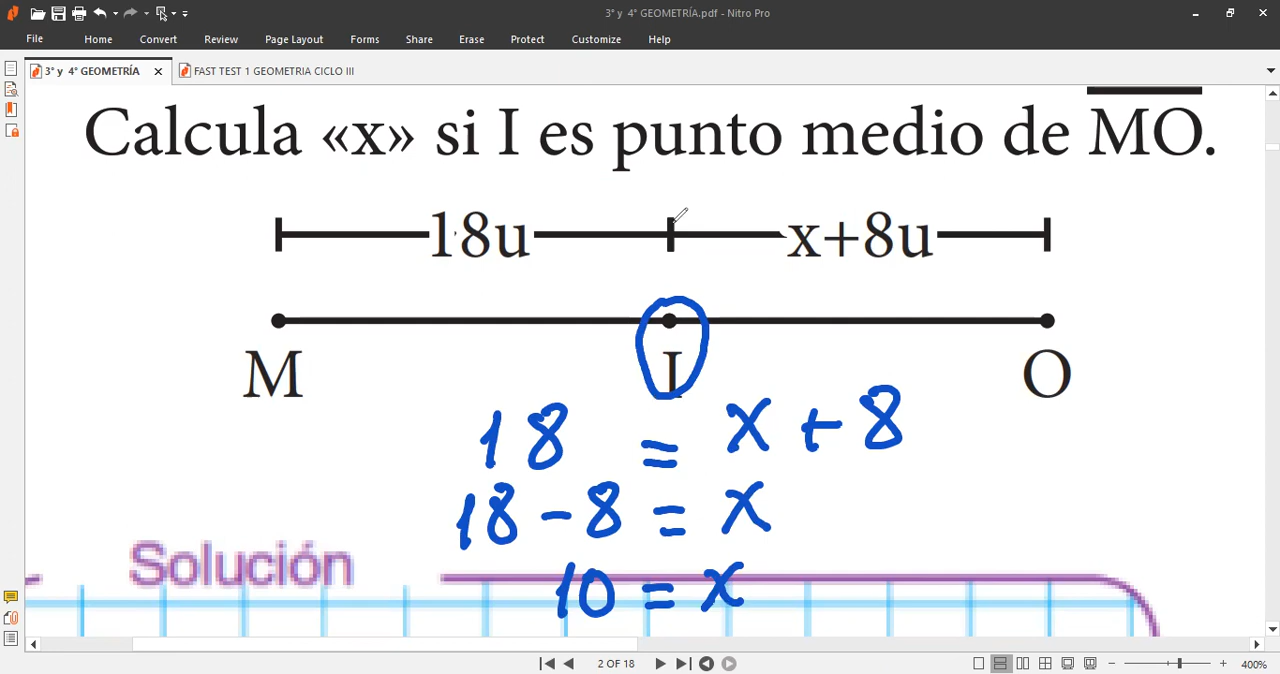 3° y 4° GEOMETRÍA.pdf - Nitro Pro
File Home Convert Review Page Layout Forms Share Erase Protect Customize Help
3° y 4° GEOMETRÍA FAST TEST 1 GEOMETRIA CICLO III
Calcula «x» si I es punto medio de MO.
18u x+8u
M I O
18 = x + 8
18 - 8 = x
Solución
10 = x
2 OF 18 400%